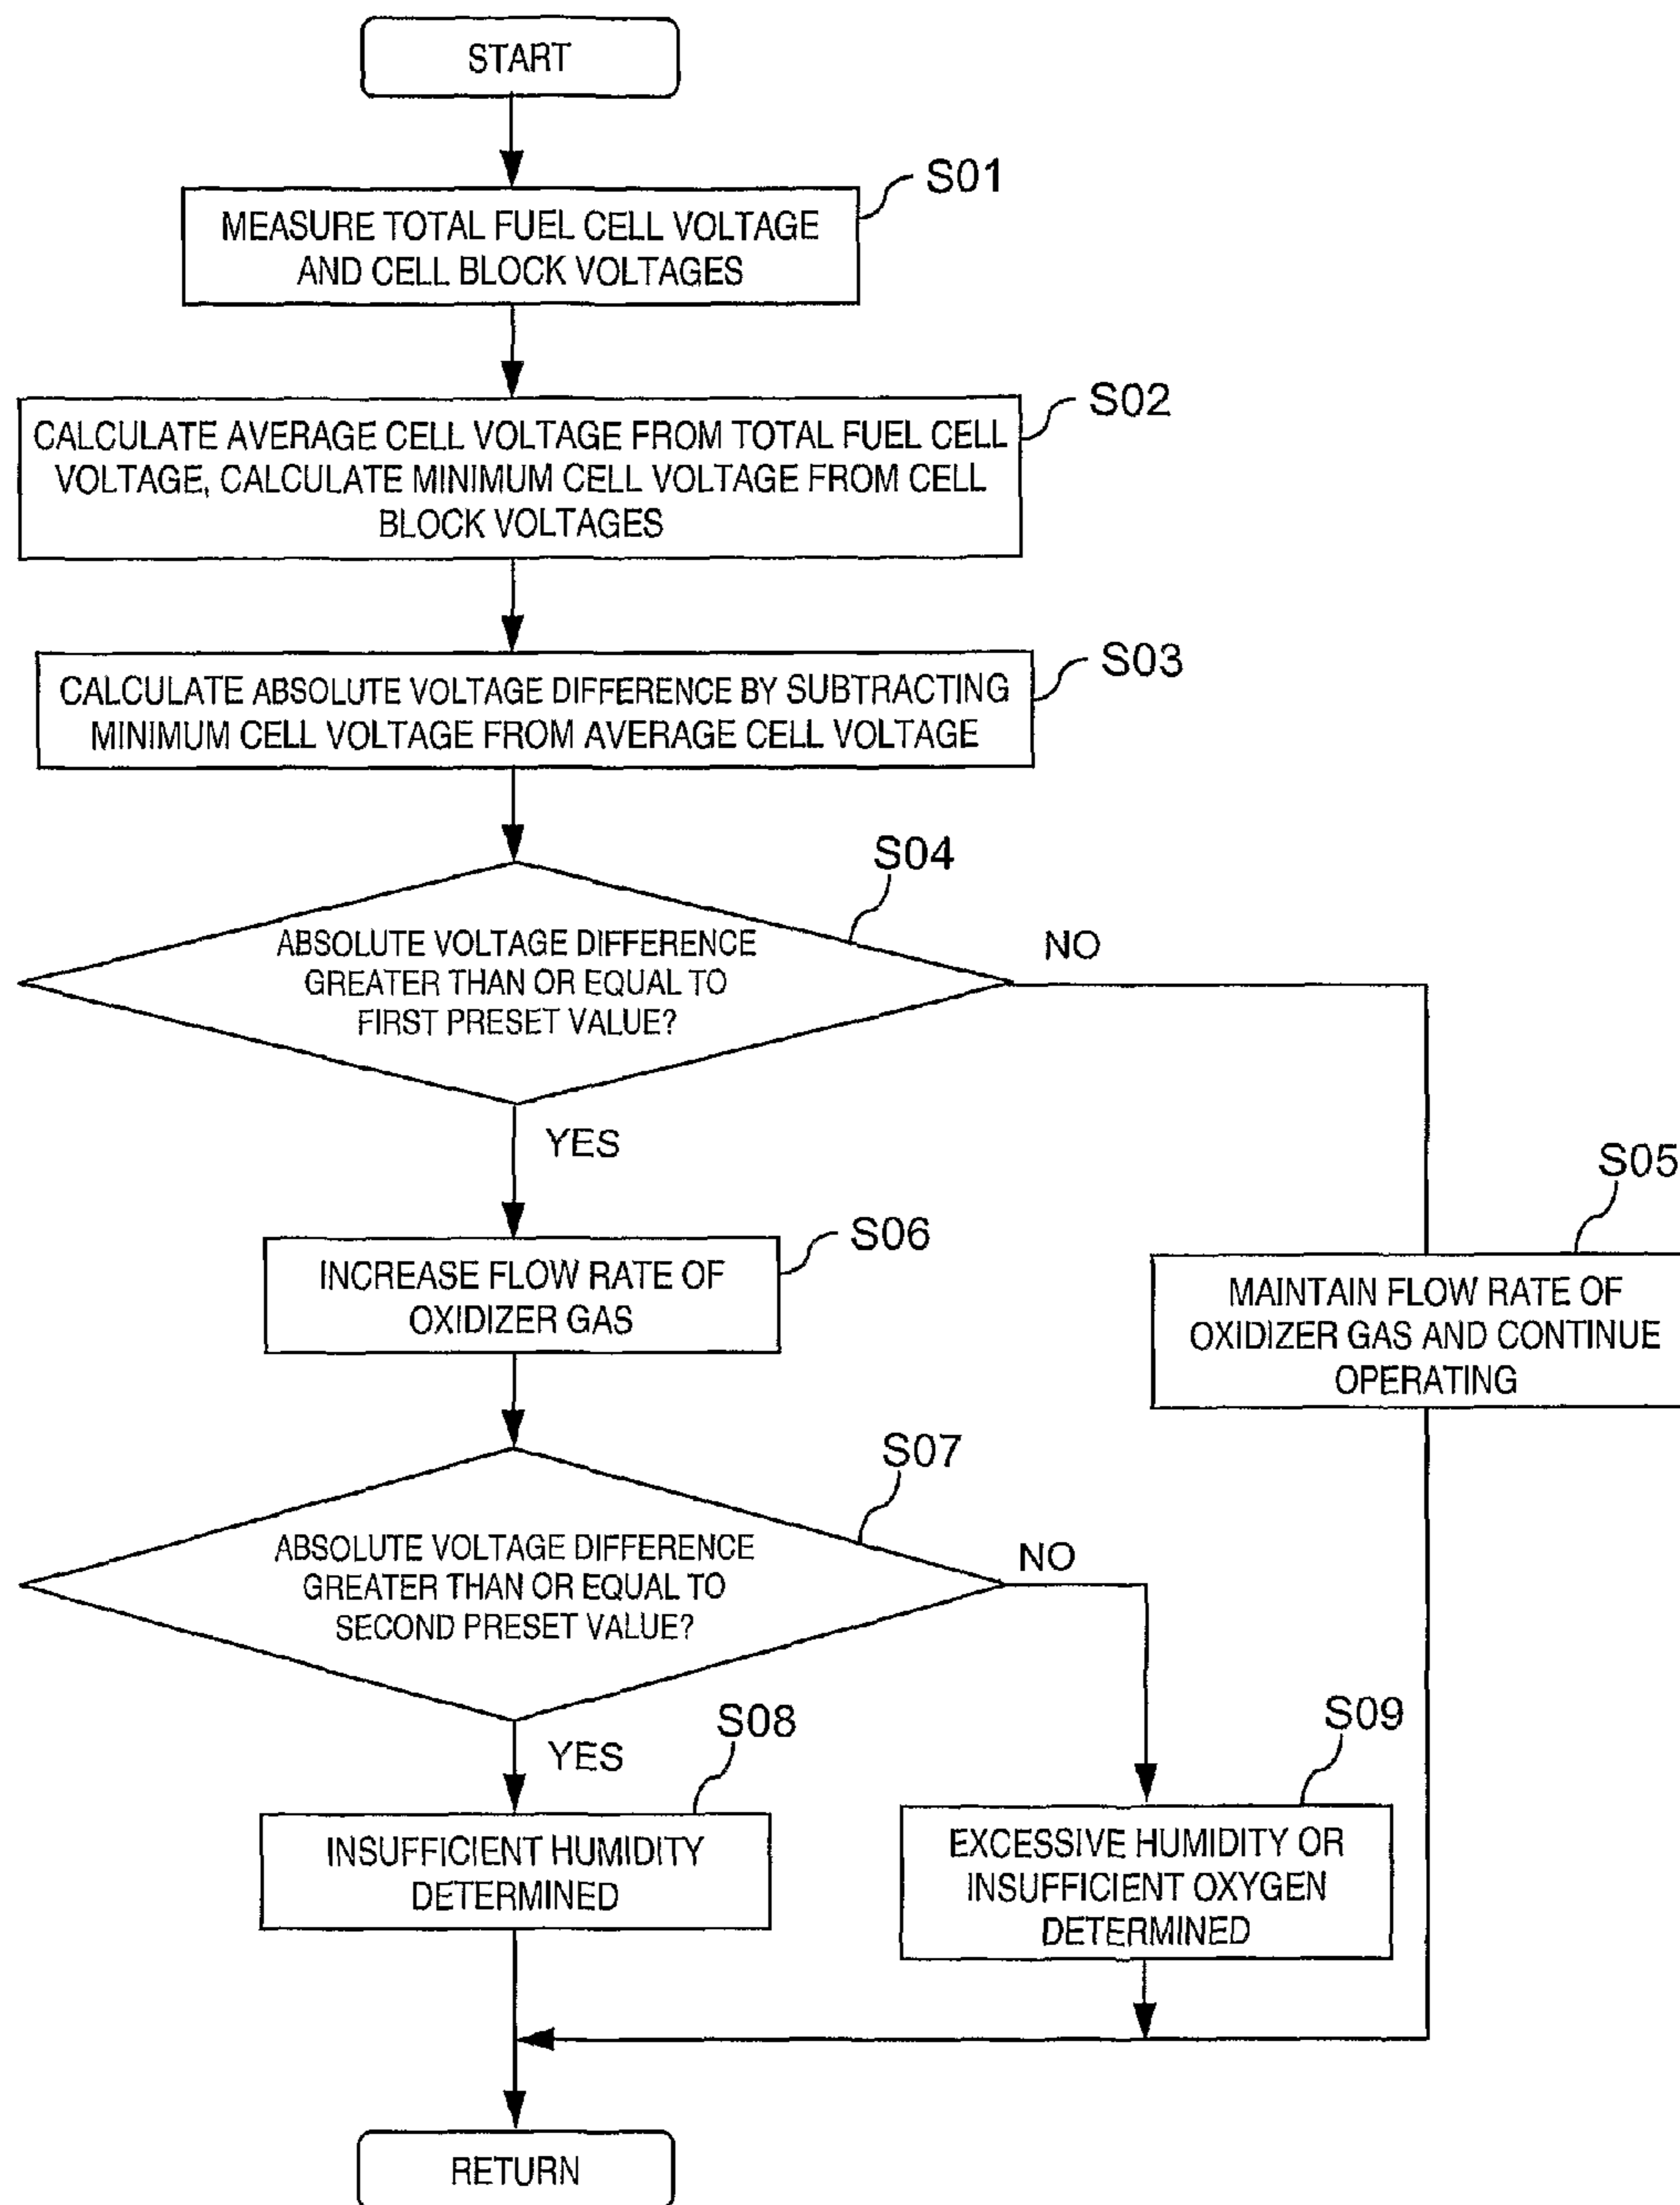 START
S01
MEASURE TOTAL FUEL CELL VOLTAGE
AND CELL BLOCK VOLTAGES
S02
CALCULATE AVERAGE CELL VOLTAGE FROM TOTAL FUEL CELL
VOLTAGE, CALCULATE MINIMUM CELL VOLTAGE FROM CELL
BLOCK VOLTAGES
S03
CALCULATE ABSOLUTE VOLTAGE DIFFERENCE BY SUBTRACTING
MINIMUM CELL VOLTAGE FROM AVERAGE CELL VOLTAGE
S04
ABSOLUTE VOLTAGE DIFFERENCE
GREATER THAN OR EQUAL TO
FIRST PRESET VALUE?
NO
YES
S05
MAINTAIN FLOW RATE OF
OXIDIZER GAS AND CONTINUE
OPERATING
S06
INCREASE FLOW RATE OF
OXIDIZER GAS
S07
ABSOLUTE VOLTAGE DIFFERENCE
GREATER THAN OR EQUAL TO
SECOND PRESET VALUE?
NO
YES
S08
INSUFFICIENT HUMIDITY
DETERMINED
S09
EXCESSIVE HUMIDITY OR
INSUFFICIENT OXYGEN
DETERMINED
RETURN